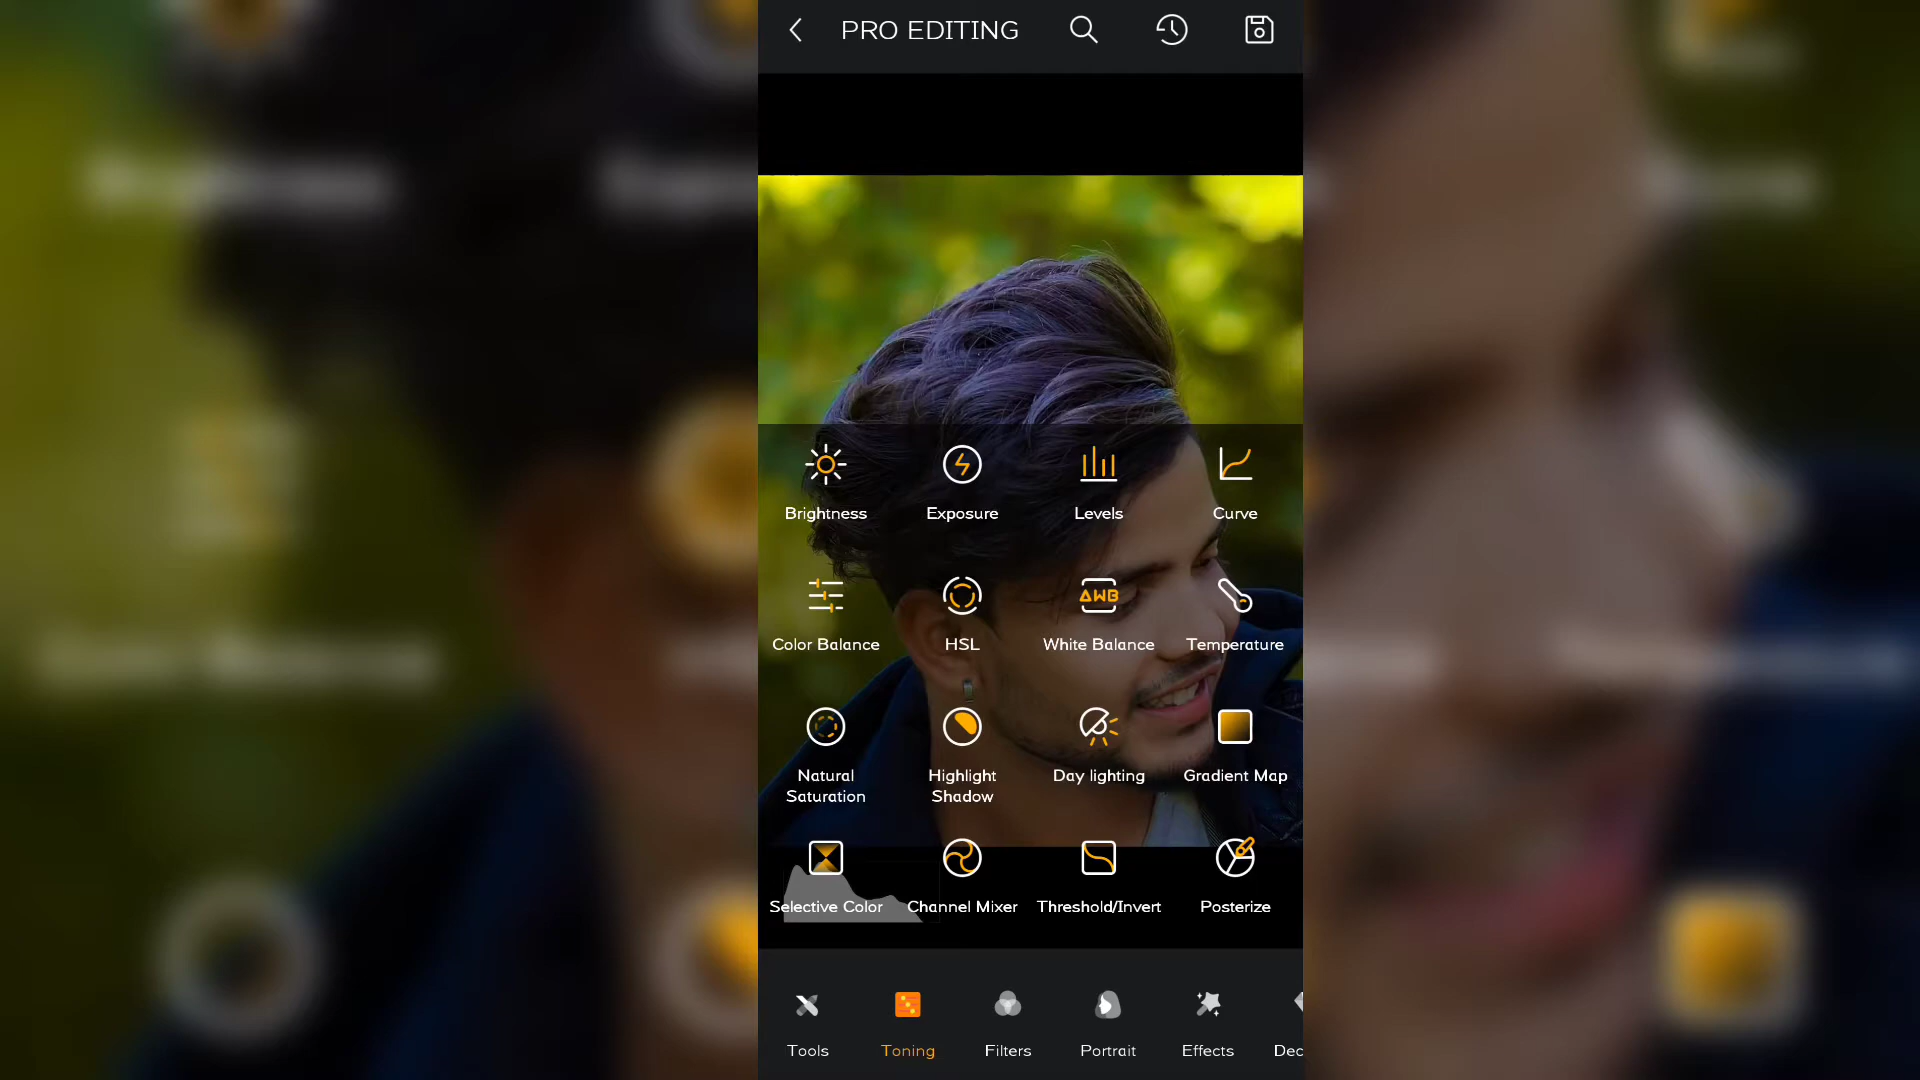 PRO EDITING
Brightness
Exposure
Levels
Curve
Color Balance
HSL
AWB
White Balance
Temperature
Natural
Saturation
Highlight
Shadow
Day lighting
Gradient Map
Selective Color
Channel Mixer
Threshold/Invert
Posterize
Tools
Toning
Filters
Portrait
Effects
Dec